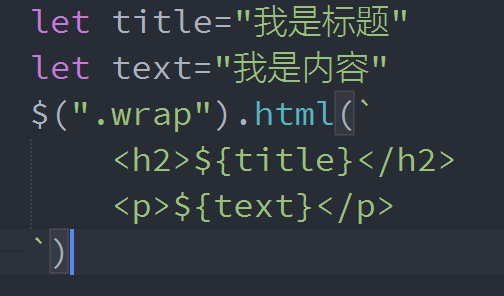 let title="我是标题"
let text="我是内容"
$(".wrap").html(`
    <h2>${title}</h2>
    <p>${text}</p>
`)